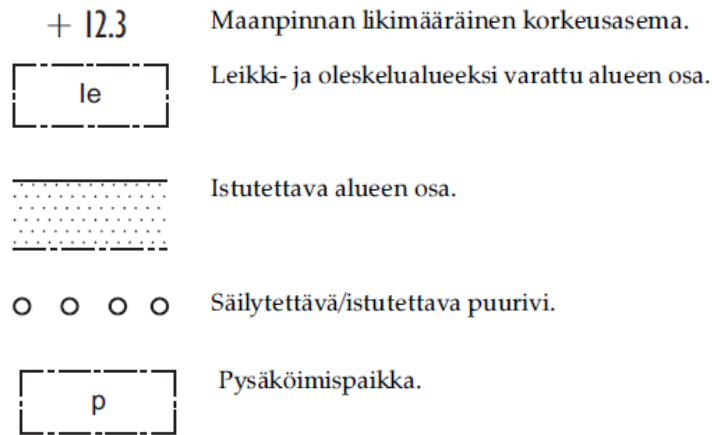 + 12.3 Maanpinnan likimääräinen korkeusasema.
le Leikki- ja oleskelualueeksi varattu alueen osa.
Istutettava alueen osa.
Säilytettävä/istutettava puurivi.
p Pysäköimispaikka.